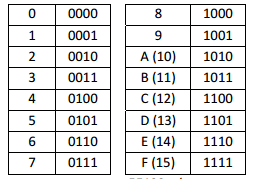 0 0000 8 1000
1 0001 9 1001
2 0010 A (10) 1010
3 0011 B (11) 1011
4 0100 C (12) 1100
5 0101 D (13) 1101
6 0110 E (14) 1110
7 0111 F (15) 1111